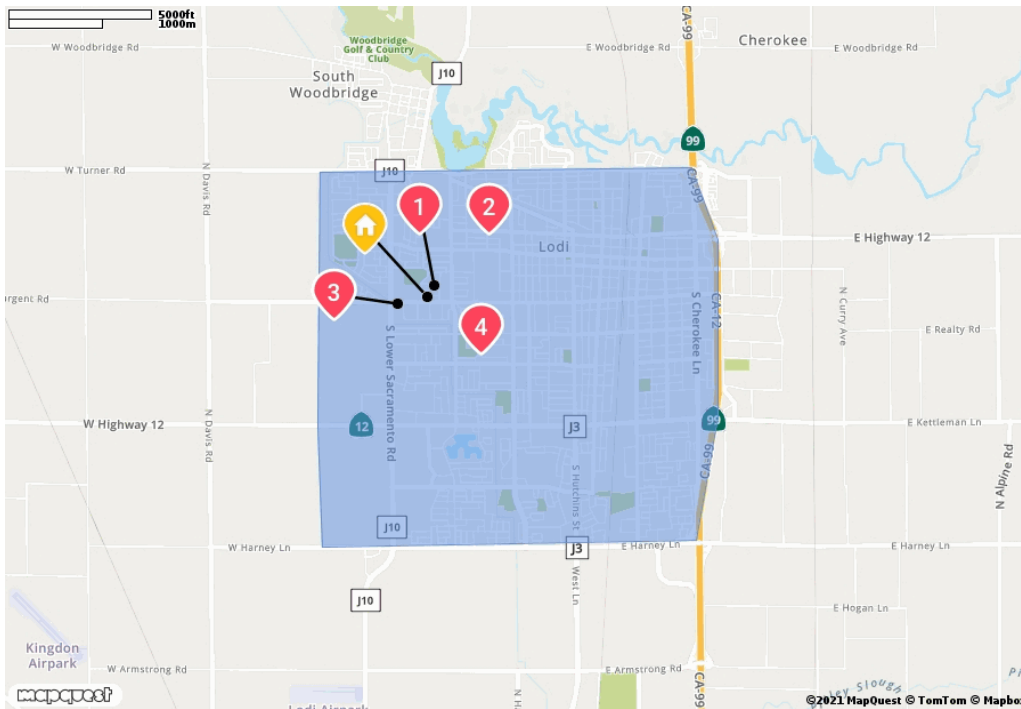 5000ft
1000m
W Woodbridge Rd
Woodbridge
Golf & Country
Club
E Woodbridge Rd
CA-99
Cherokee
E Woodbridge Rd
South
Woodbridge
J10
99
W Turner Rd
J10
N Davis Rd
CA-99
1
2
Lodi
E Highway 12
3
argent Rd
4
S Lower Sacramento Rd
S Cherokee Ln
CA-12
N Curry Ave
E Realty Rd
W Highway 12
12
N Davis Rd
J3
99
E Kettleman Ln
CA-99
S Hutchins St
N Alpine Rd
J10
W Harney Ln
J3
E Harney Ln
E Harney Ln
J10
West Ln
E Hogan Ln
Kingdon
Airpark
W Armstrong Rd
E Armstrong Rd
CA-99
mapquest
Lodi Airpark
N H
©2021 MapQuest © TomTom © Mapbo